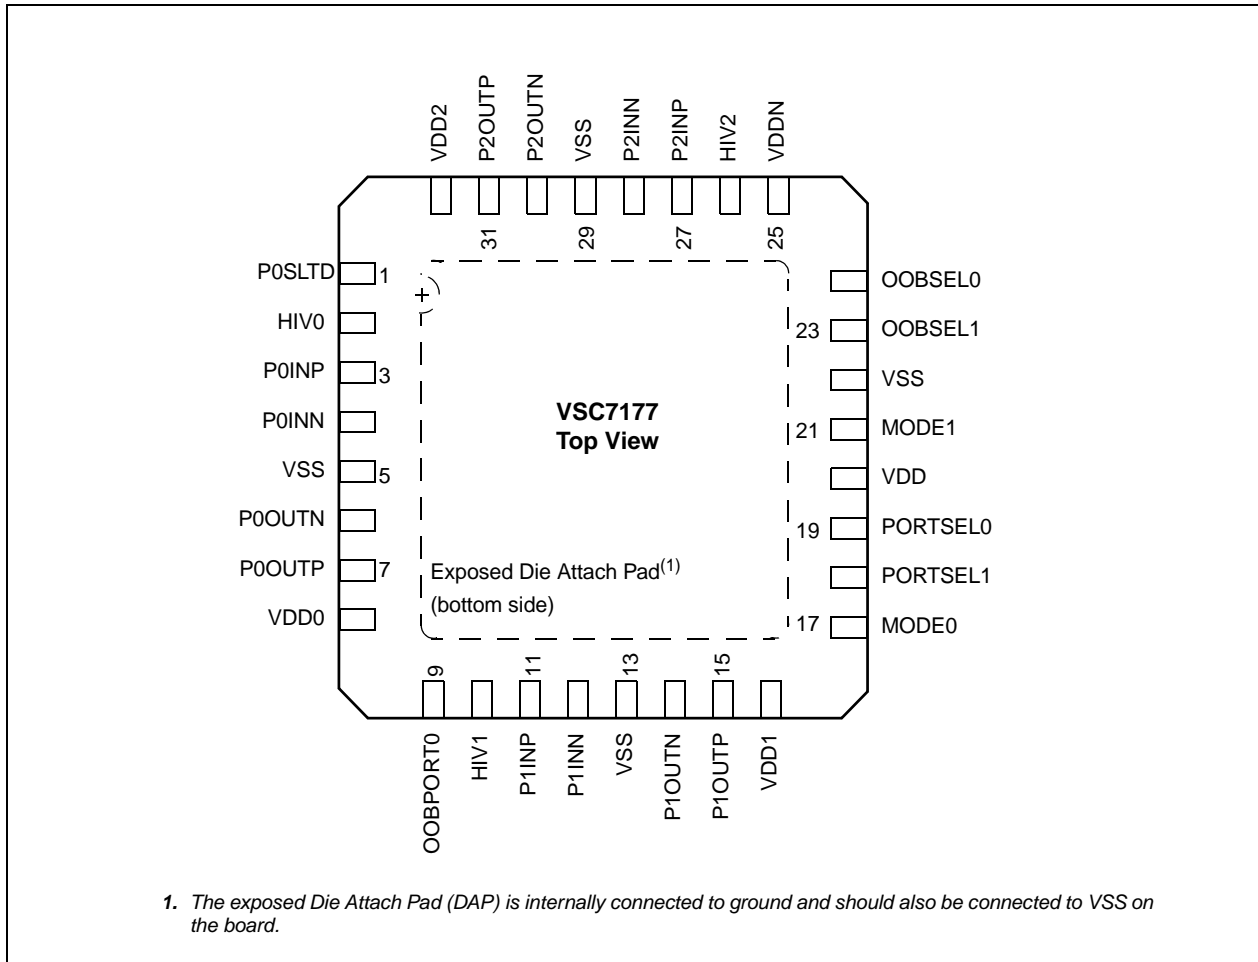 VDD2
P2OUTP
P2OUTN
VSS
P2INN
P2INP
HIV2
VDDN
31
29
27
25
P0SLTD 1
HIV0
P0INP 3
P0INN
VSS 5
P0OUTN
P0OUTP 7
VDD0
OOBSEL0
23 OOBSEL1
VSS
21 MODE1
VDD
19 PORTSEL0
PORTSEL1
17 MODE0
VSC7177
Top View
Exposed Die Attach Pad(1)
(bottom side)
9
11
13
15
OOBPORT0
HIV1
P1INP
P1INN
VSS
P1OUTN
P1OUTP
VDD1
1. The exposed Die Attach Pad (DAP) is internally connected to ground and should also be connected to VSS on
the board.